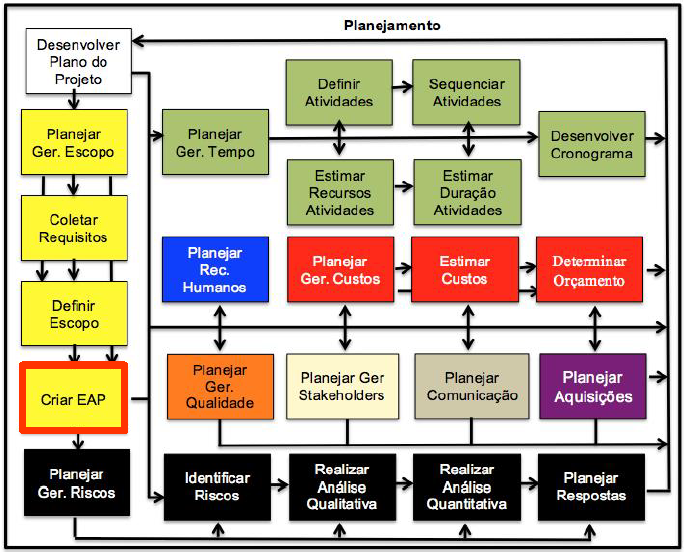 Planejamento
Desenvolver
Plano do
Projeto
Definir
Atividades
Sequenciar
Atividades
Planejar
Ger. Escopo
Planejar
Ger. Tempo
Desenvolver
Cronograma
Estimar
Recursos
Atividades
Estimar
Duração
Atividades
Coletar
Requisitos
Planejar
Rec.
Humanos
Planejar
Ger. Custos
Estimar
Custos
Determinar
Orçamento
Definir
Escopo
Criar EAP
Planejar
Ger.
Qualidade
Planejar Ger
Stakeholders
Planejar
Comunicação
Planejar
Aquisições
Planejar
Ger. Riscos
Identificar
Riscos
Realizar
Análise
Qualitativa
Realizar
Análise
Quantitativa
Planejar
Respostas